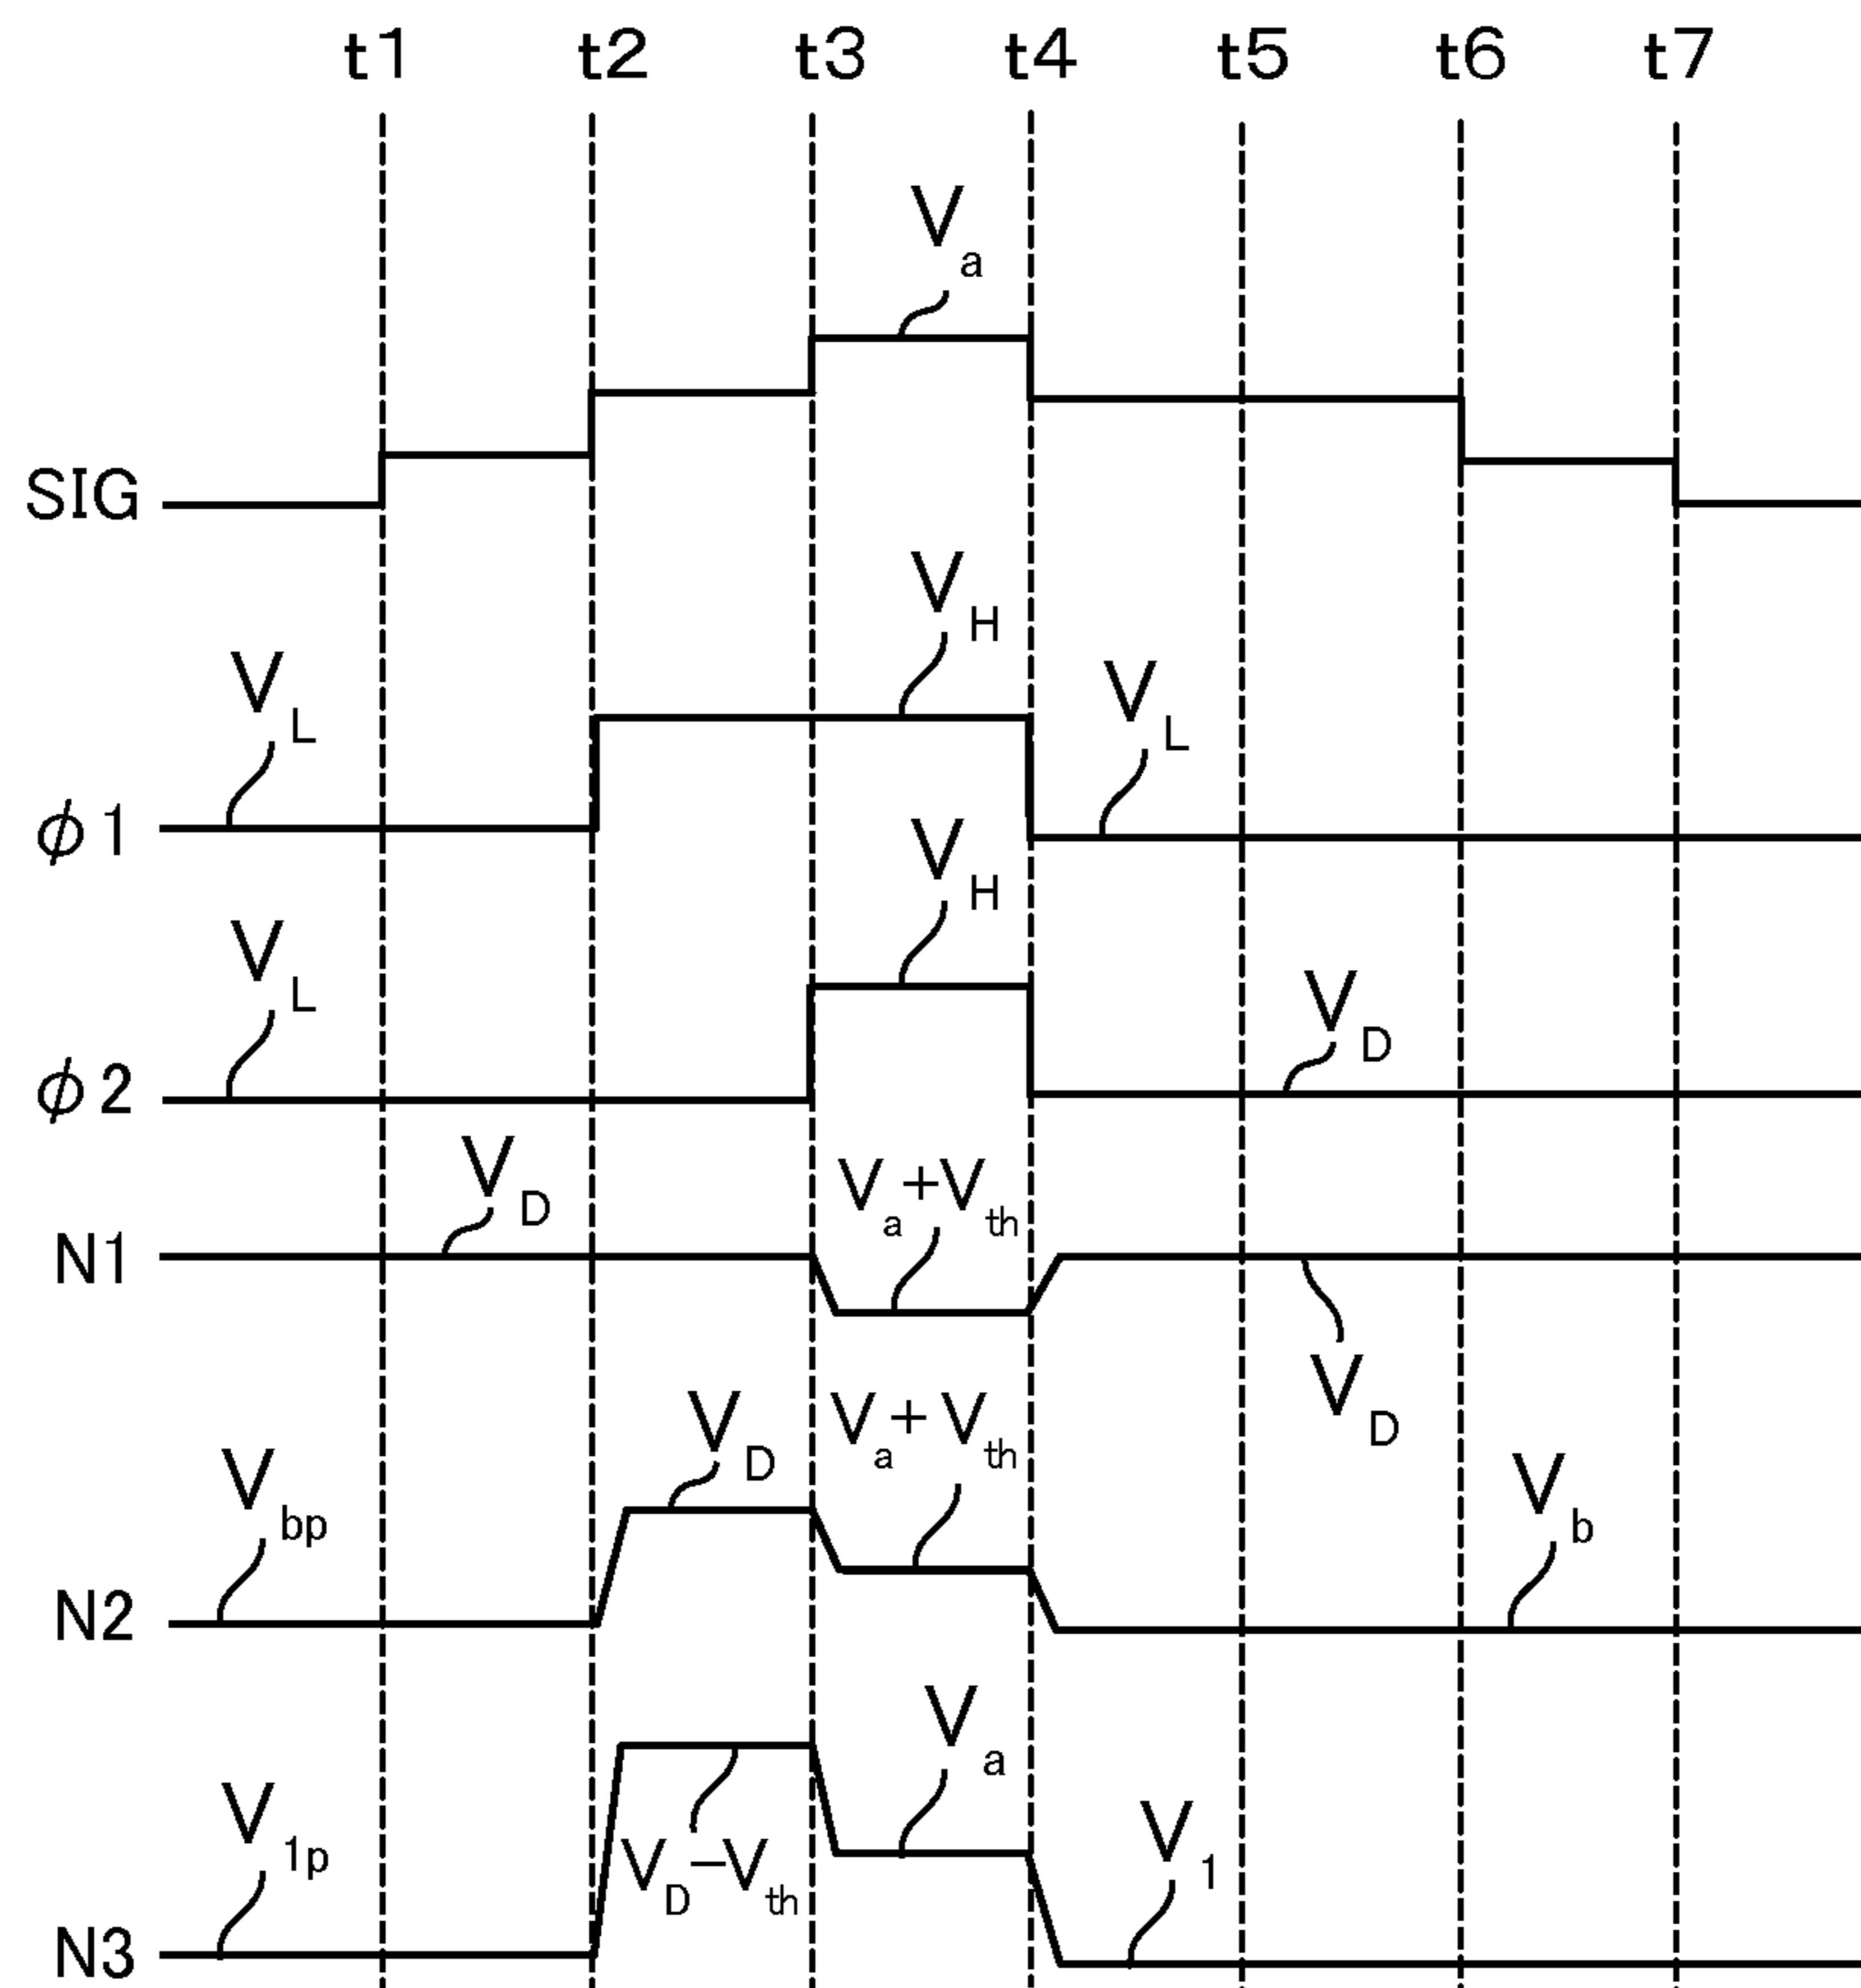 t1 t2 t3 t4 t5 t6 t7
Va
SIG
VH
VL
VL
ϕ1
VH
VL
VD
ϕ2
VD
Va+Vth
N1
VD
VD
Va+Vth
Vbp
Vb
N2
Va
V1p
VD−Vth
V1
N3